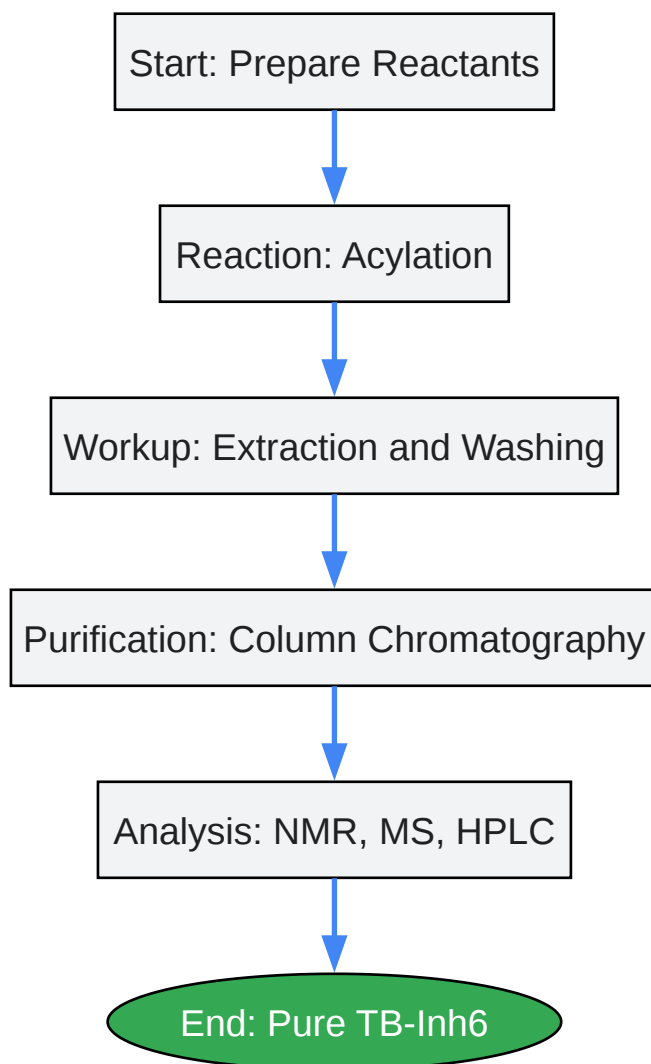 Start: Prepare Reactants
Reaction: Acylation
Workup: Extraction and Washing
Purification: Column Chromatography
Analysis: NMR, MS, HPLC
End: Pure TB-Inh6